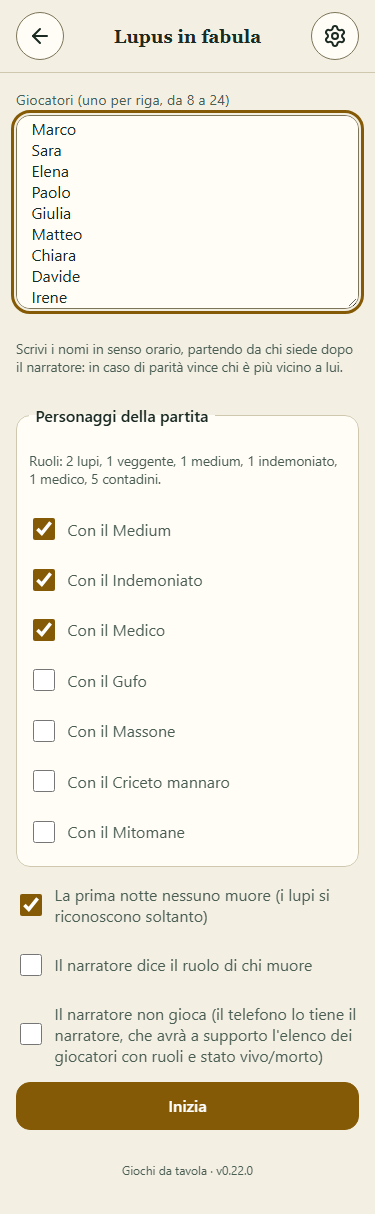 Lupus in fabula
Giocatori (uno per riga, da 8 a 24)
Marco
Sara
Elena
Paolo
Giulia
Matteo
Chiara
Davide
Irene
Scrivi i nomi in senso orario, partendo da chi siede dopo
il narratore: in caso di parità vince chi è più vicino a lui.
Personaggi della partita
Ruoli: 2 lupi, 1 veggente, 1 medium, 1 indemoniato,
1 medico, 5 contadini.
Con il Medium
Con il Indemoniato
Con il Medico
Con il Gufo
Con il Massone
Con il Criceto mannaro
Con il Mitomane
La prima notte nessuno muore (i lupi si
riconoscono soltanto)
Il narratore dice il ruolo di chi muore
Il narratore non gioca (il telefono lo tiene il
narratore, che avrà a supporto l'elenco dei
giocatori con ruoli e stato vivo/morto)
Inizia
Giochi da tavola · v0.22.0